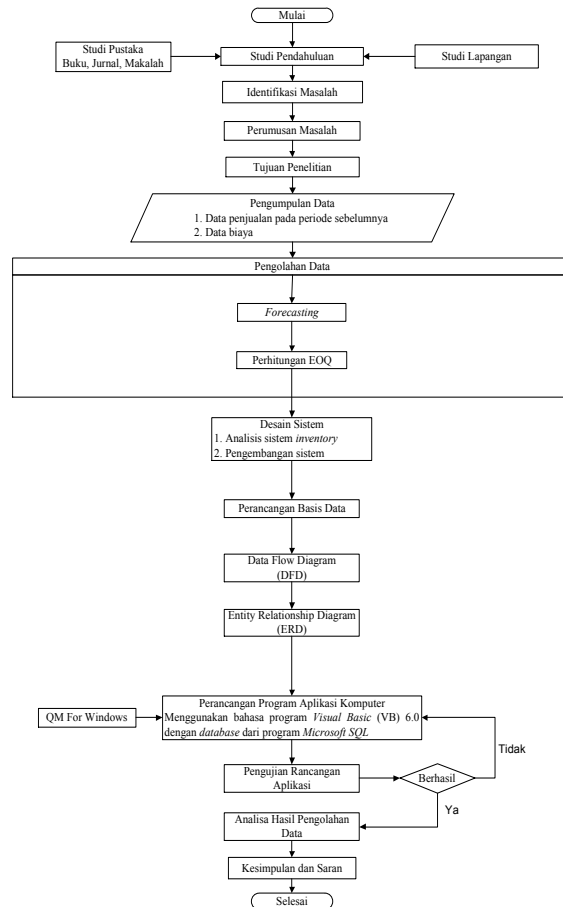 Mulai
Studi Pustaka
Buku, Jurnal, Makalah
Studi Pendahuluan
Studi Lapangan
Identifikasi Masalah
Perumusan Masalah
Tujuan Penelitian
Pengumpulan Data
1. Data penjualan pada periode sebelumnya
2. Data biaya
Pengolahan Data
Forecasting
Perhitungan EOQ
Desain Sistem
1. Analisis sistem inventory
2. Pengembangan sistem
Perancangan Basis Data
Data Flow Diagram
(DFD)
Entity Relationship Diagram
(ERD)
QM For Windows
Perancangan Program Aplikasi Komputer
Menggunakan bahasa program Visual Basic (VB) 6.0
dengan database dari program Microsoft SQL
Tidak
Pengujian Rancangan
Aplikasi
Berhasil
Ya
Analisa Hasil Pengolahan
Data
Kesimpulan dan Saran
Selesai